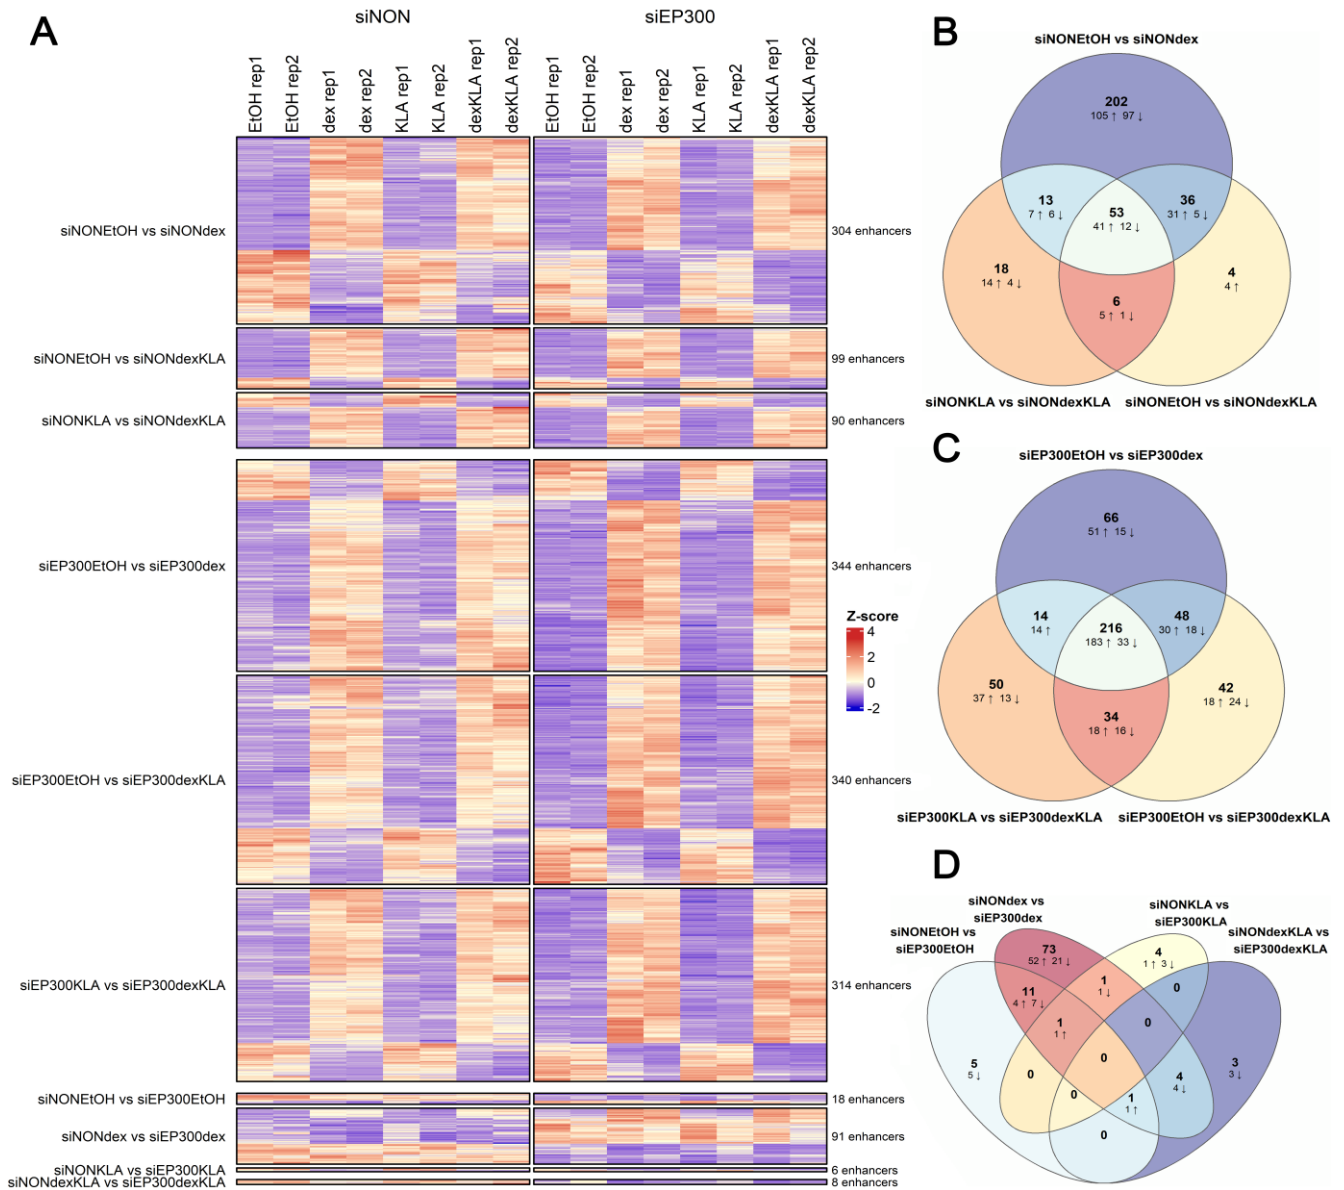 A
siNON
siEP300
EtOH rep1
EtOH rep2
dex rep1
dex rep2
KLA rep1
KLA rep2
dexKLA rep1
dexKLA rep2
EtOH rep1
EtOH rep2
dex rep1
dex rep2
KLA rep1
KLA rep2
dexKLA rep1
dexKLA rep2
siNONEtOH vs siNONdex
304 enhancers
siNONEtOH vs siNONdexKLA
99 enhancers
siNONKLA vs siNONdexKLA
90 enhancers
siEP300EtOH vs siEP300dex
344 enhancers
siEP300EtOH vs siEP300dexKLA
340 enhancers
siEP300KLA vs siEP300dexKLA
314 enhancers
siNONEtOH vs siEP300EtOH
18 enhancers
siNONdex vs siEP300dex
91 enhancers
siNONKLA vs siEP300KLA
6 enhancers
siNONdexKLA vs siEP300dexKLA
8 enhancers
Z-score
4
2
0
-2
B
siNONEtOH vs siNONdex
202
105 ↑ 97 ↓
13
7 ↑ 6 ↓
53
41 ↑ 12 ↓
36
31 ↑ 5 ↓
18
14 ↑ 4 ↓
6
5 ↑ 1 ↓
4
4 ↑
siNONKLA vs siNONdexKLA
siNONEtOH vs siNONdexKLA
C
siEP300EtOH vs siEP300dex
66
51 ↑ 15 ↓
14
14 ↑
216
183 ↑ 33 ↓
48
30 ↑ 18 ↓
50
37 ↑ 13 ↓
34
18 ↑ 16 ↓
42
18 ↑ 24 ↓
siEP300KLA vs siEP300dexKLA
siEP300EtOH vs siEP300dexKLA
D
siNONEtOH vs
siEP300EtOH
siNONdex vs
siEP300dex
siNONKLA vs
siEP300KLA
siNONdexKLA vs
siEP300dexKLA
73
52 ↑ 21 ↓
4
1 ↑ 3 ↓
11
4 ↑ 7 ↓
1
1 ↓
0
1
1 ↑
0
5
5 ↓
0
0
4
4 ↓
3
3 ↓
0
1
1 ↑
0